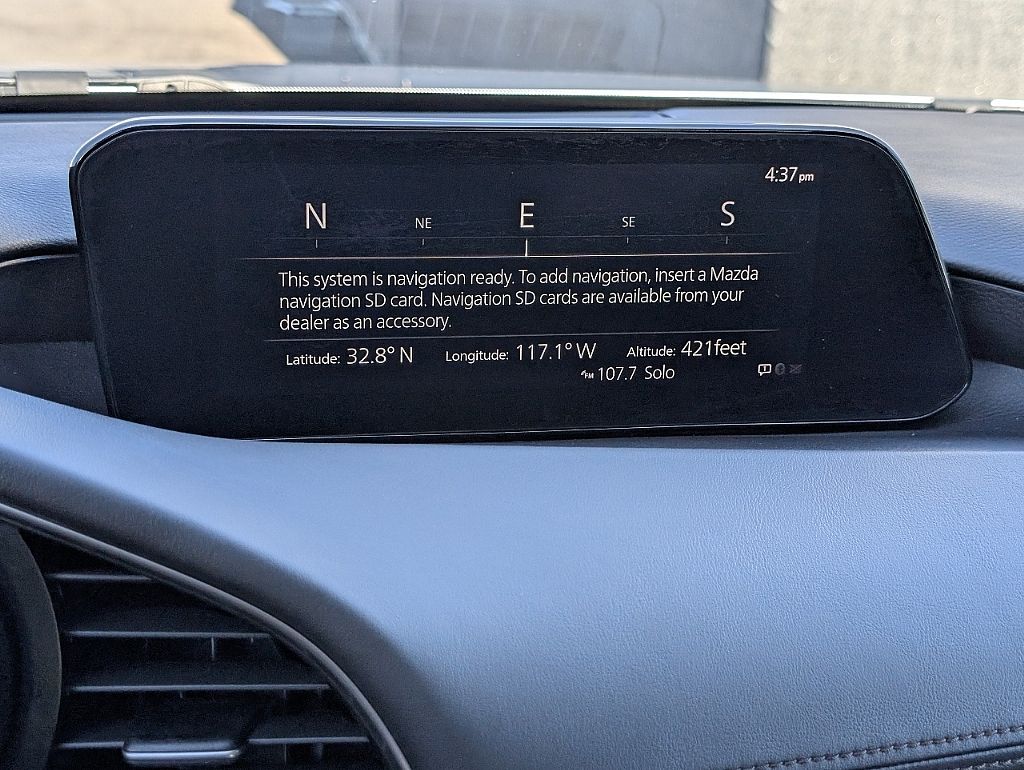 4:37pm
N NE E SE S
This system is navigation ready. To add navigation, insert a Mazda
navigation SD card. Navigation SD cards are available from your
dealer as an accessory.
Latitude: 32.8° N Longitude: 117.1° W Altitude: 421feet
FM 107.7 Solo